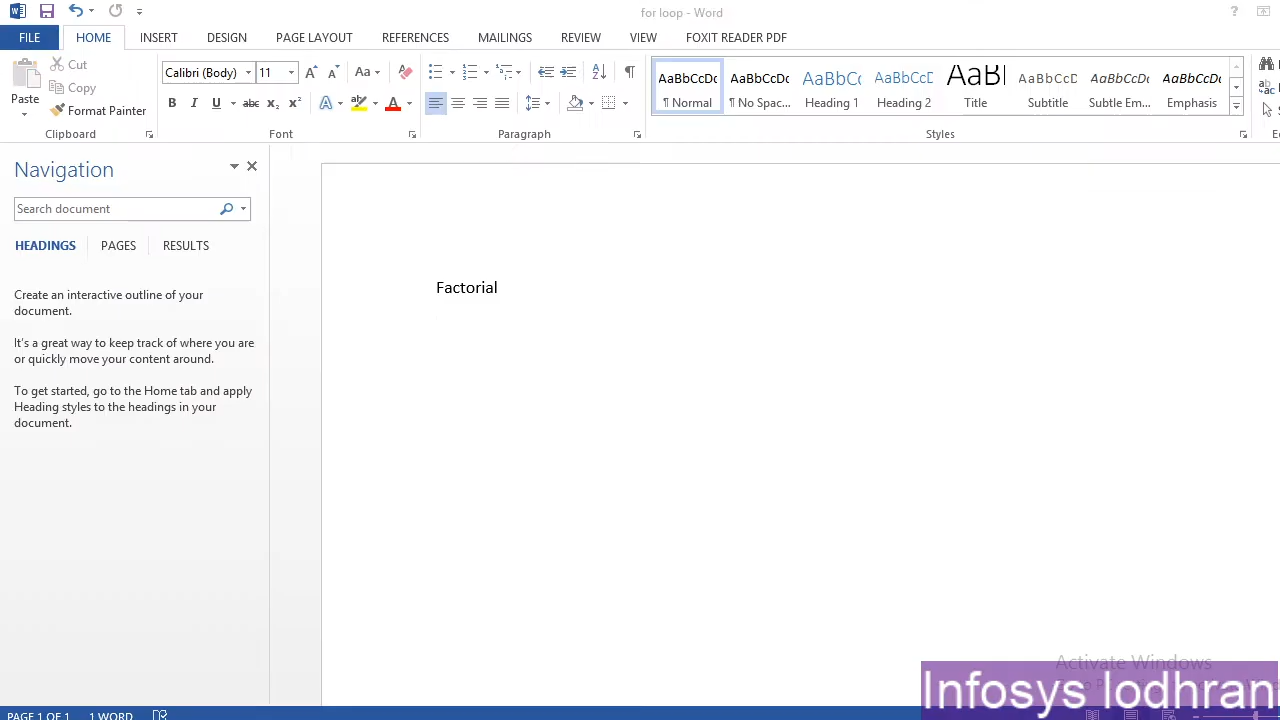 for loop - Word
FILE HOME INSERT DESIGN PAGE LAYOUT REFERENCES MAILINGS REVIEW VIEW FOXIT READER PDF
Paste
Cut
Copy
Format Painter
Clipboard
Calibri (Body) 11
Font
Paragraph
AaBbCcDc AaBbCcDc AaBbCc AaBbCcD AaB AaBbCcD AaBbCcDc AaBbCcDc
¶ Normal ¶ No Spac... Heading 1 Heading 2 Title Subtitle Subtle Em... Emphasis
Styles
Navigation
Search document
HEADINGS PAGES RESULTS
Create an interactive outline of your
document.
It's a great way to keep track of where you are
or quickly move your content around.
To get started, go to the Home tab and apply
Heading styles to the headings in your
document.
Factorial
Activate Windows
Infosys lodhran
PAGE 1 OF 1 1 WORD